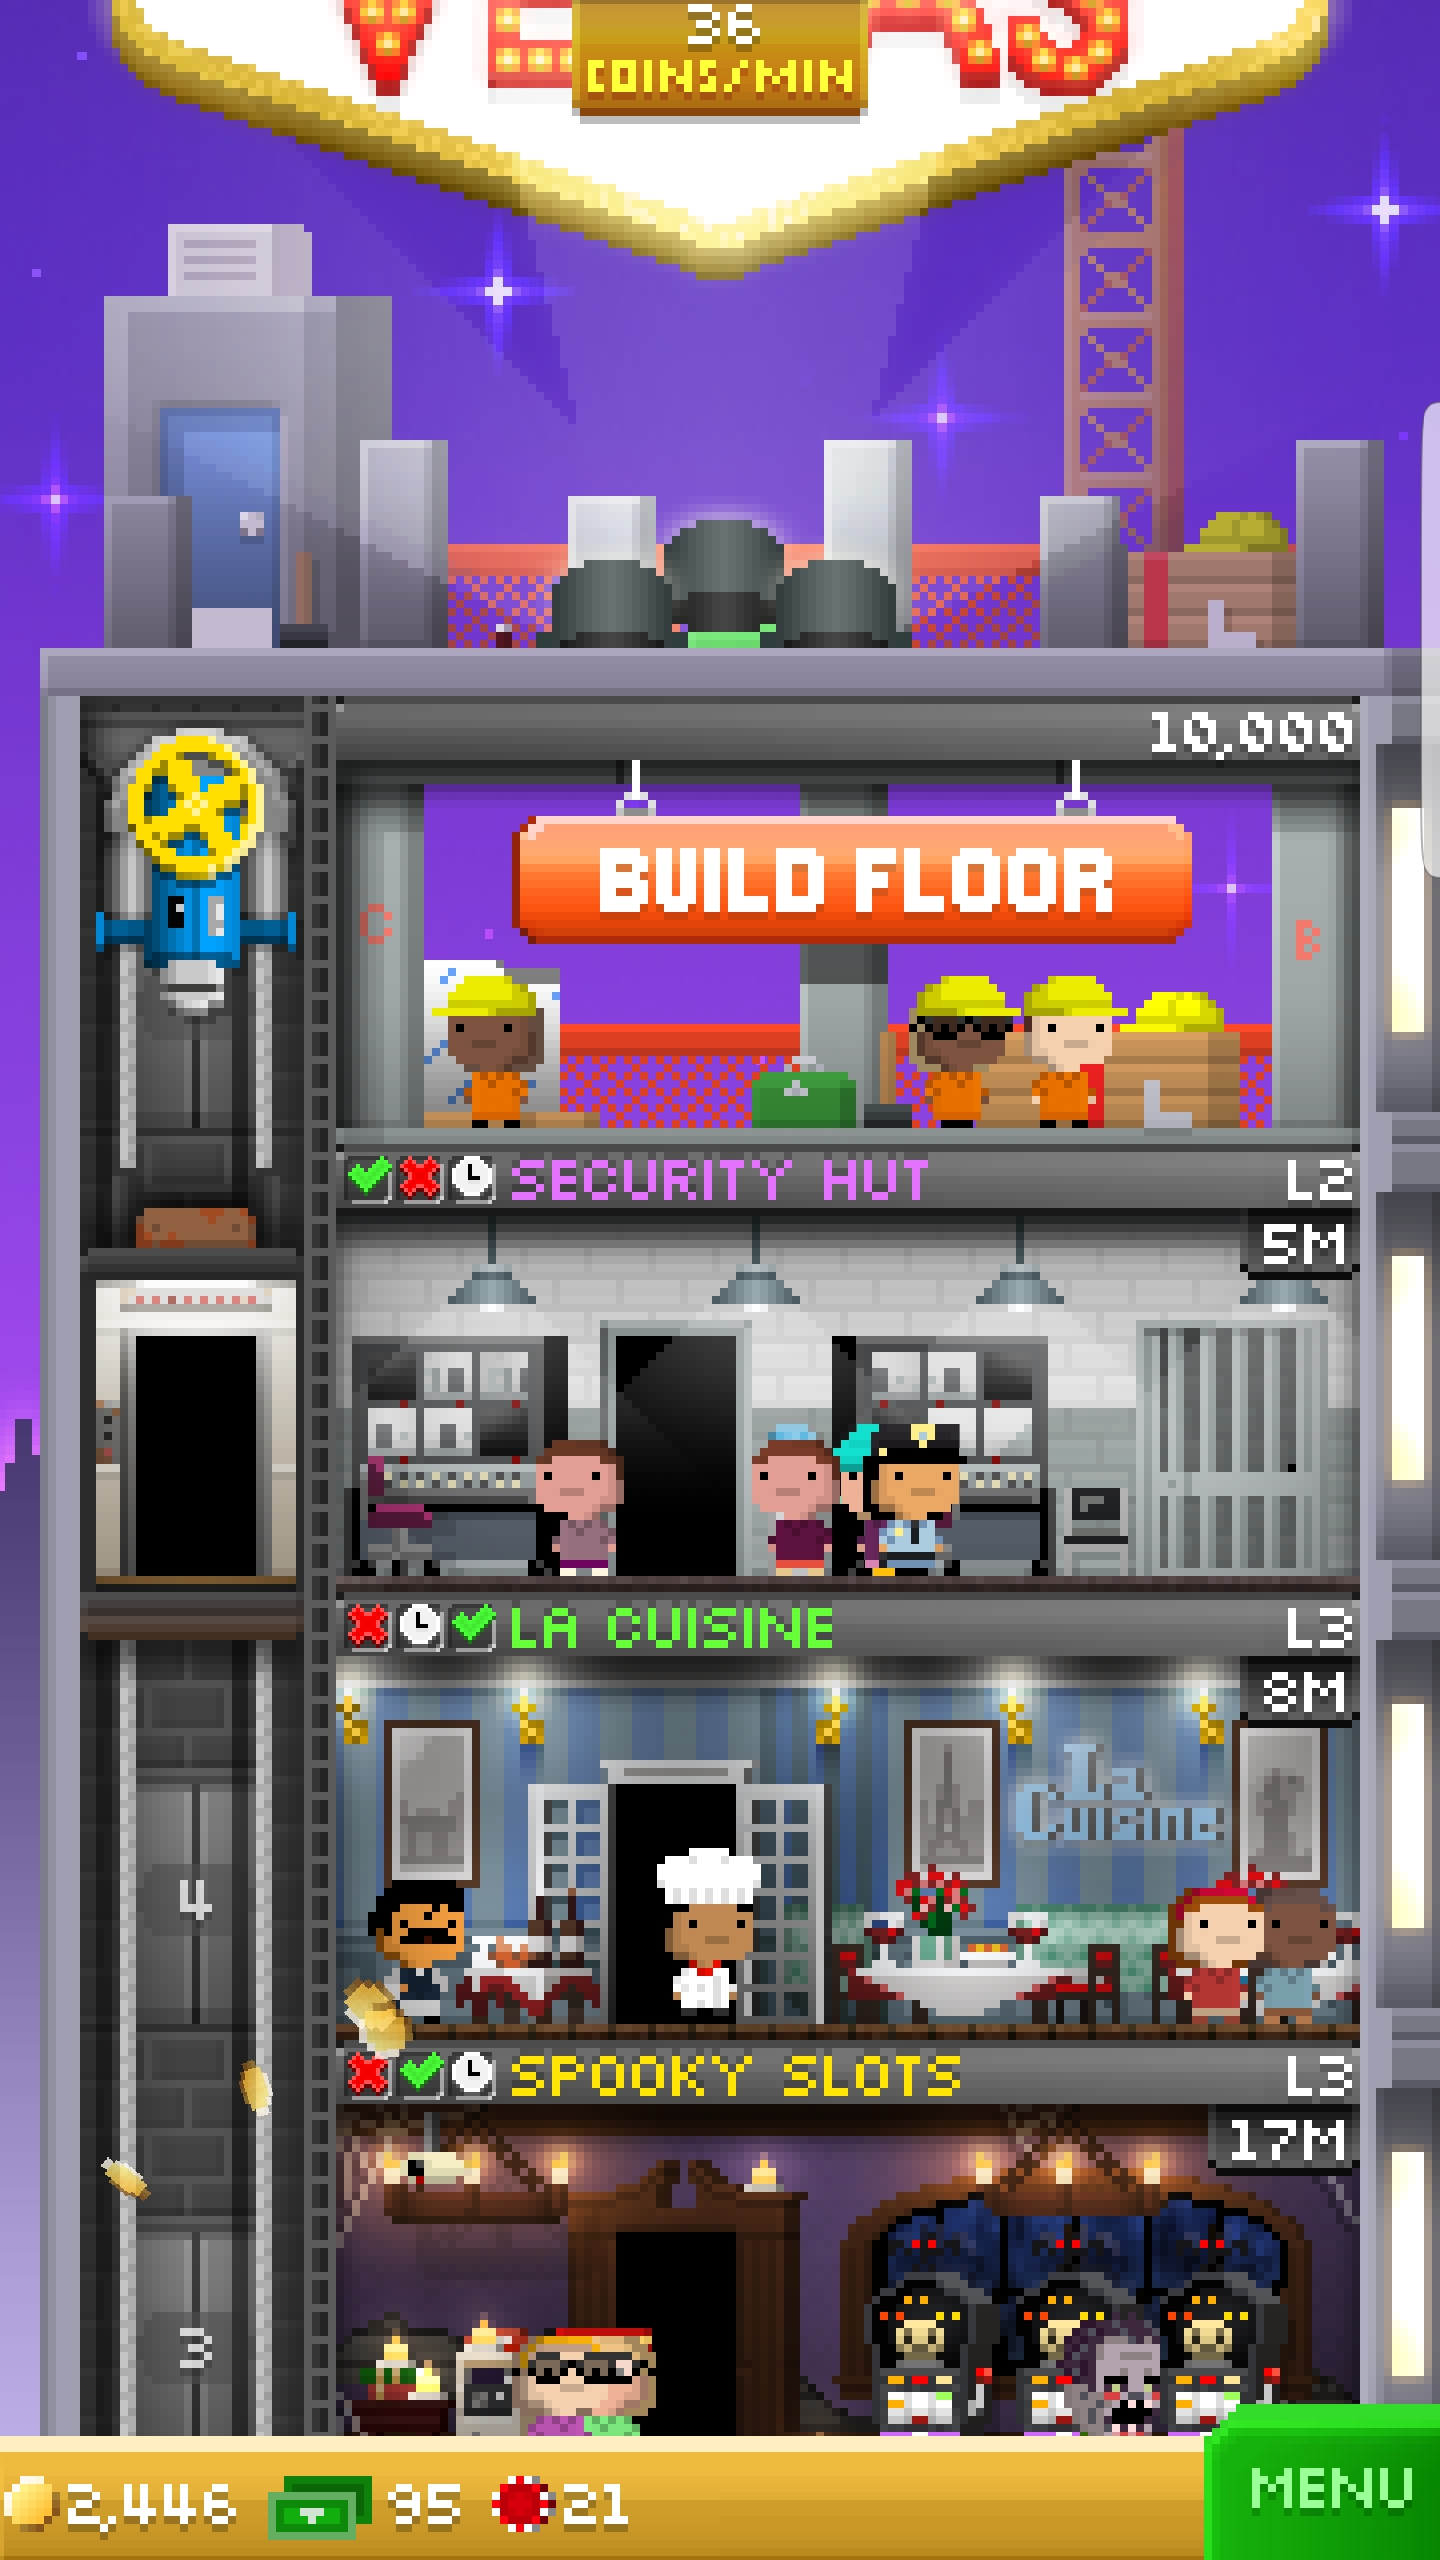 36
COINS/MIN
10,000
BUILD FLOOR
C
B
SECURITY HUT L2
5M
LA CUISINE L3
8M
La
Cuisine
4
SPOOKY SLOTS L3
17M
3
2,446 95 21
MENU